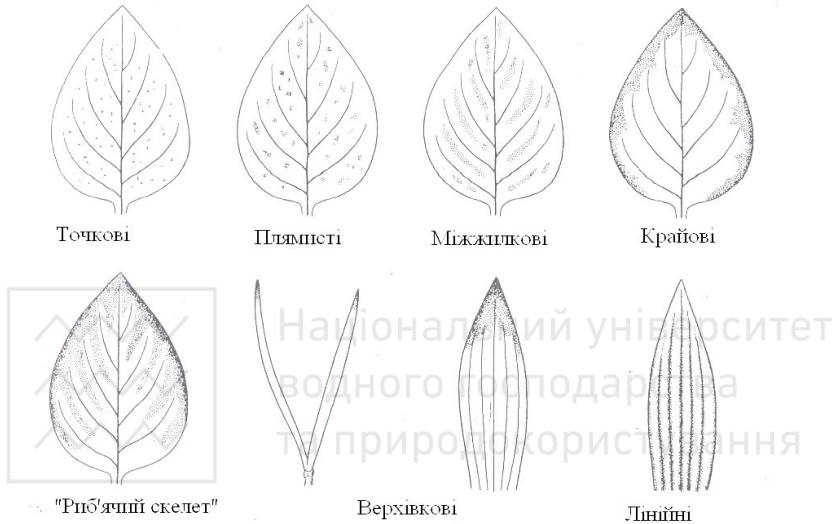 Точкові
Плямисті
Міжжилкові
Крайові
Національний університет
водного господарства
та природокористування
"Риб'ячий скелет"
Верхівкові
Лінійні